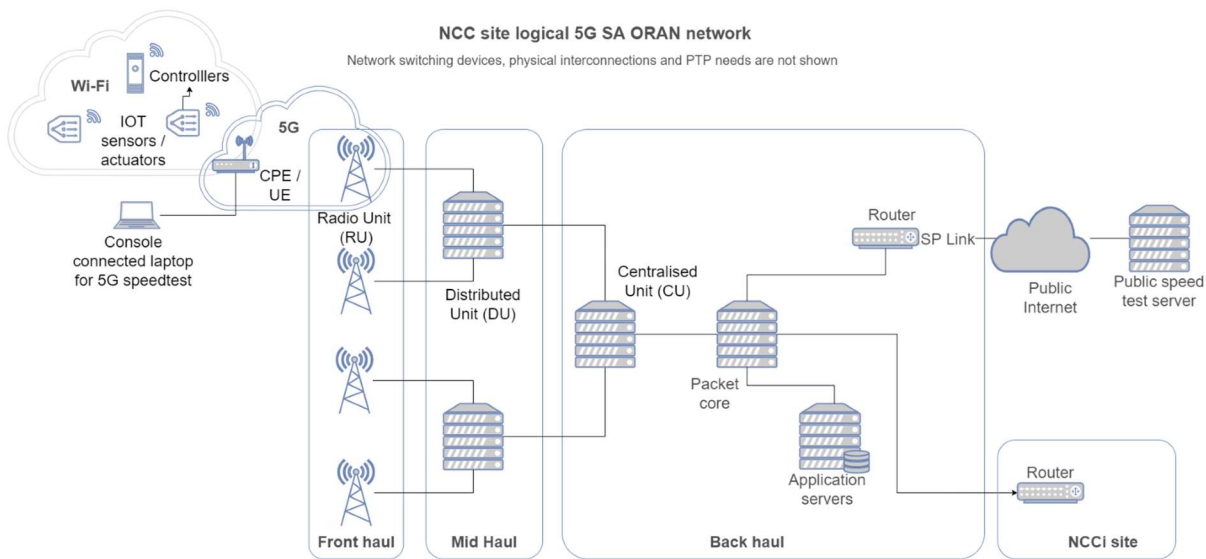 NCC site logical 5G SA ORAN network
Network switching devices, physical interconnections and PTP needs are not shown
Wi-Fi
Controlllers
IOT
sensors /
actuators
5G
CPE /
UE
Console
connected laptop
for 5G speedtest
Radio Unit
(RU)
Distributed
Unit (DU)
Centralised
Unit (CU)
Packet
core
Application
servers
Router
SP Link
Public
Internet
Public speed
test server
Router
Front haul
Mid Haul
Back haul
NCCi site